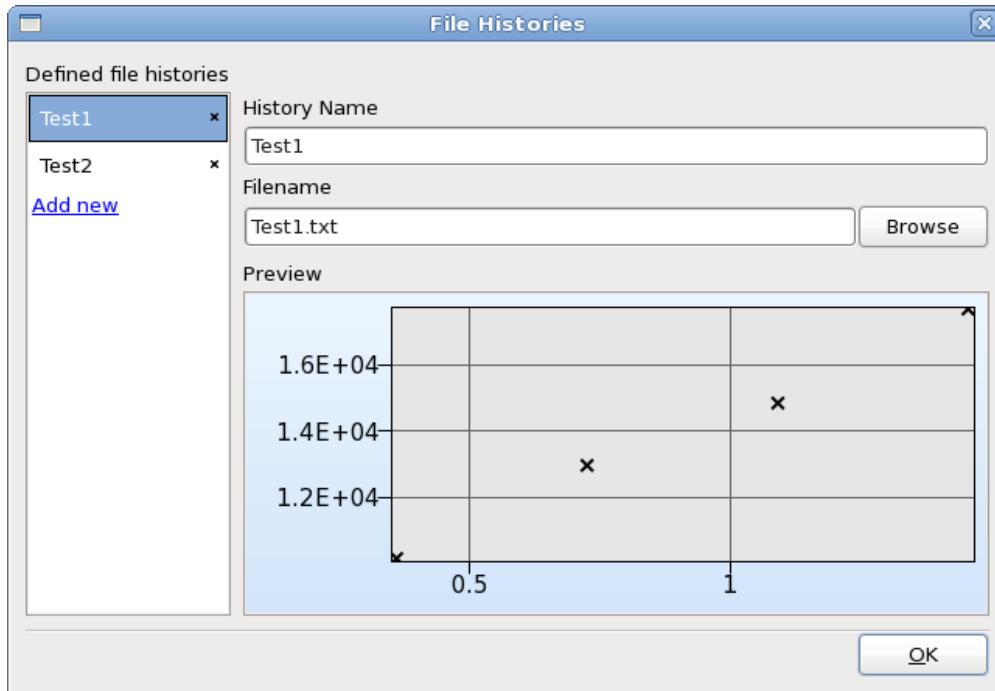 File Histories
Defined file histories
Test1
Test2
Add new
History Name
Test1
Filename
Test1.txt
Browse
Preview
1.6E+04
1.4E+04
1.2E+04
0.5 1
OK